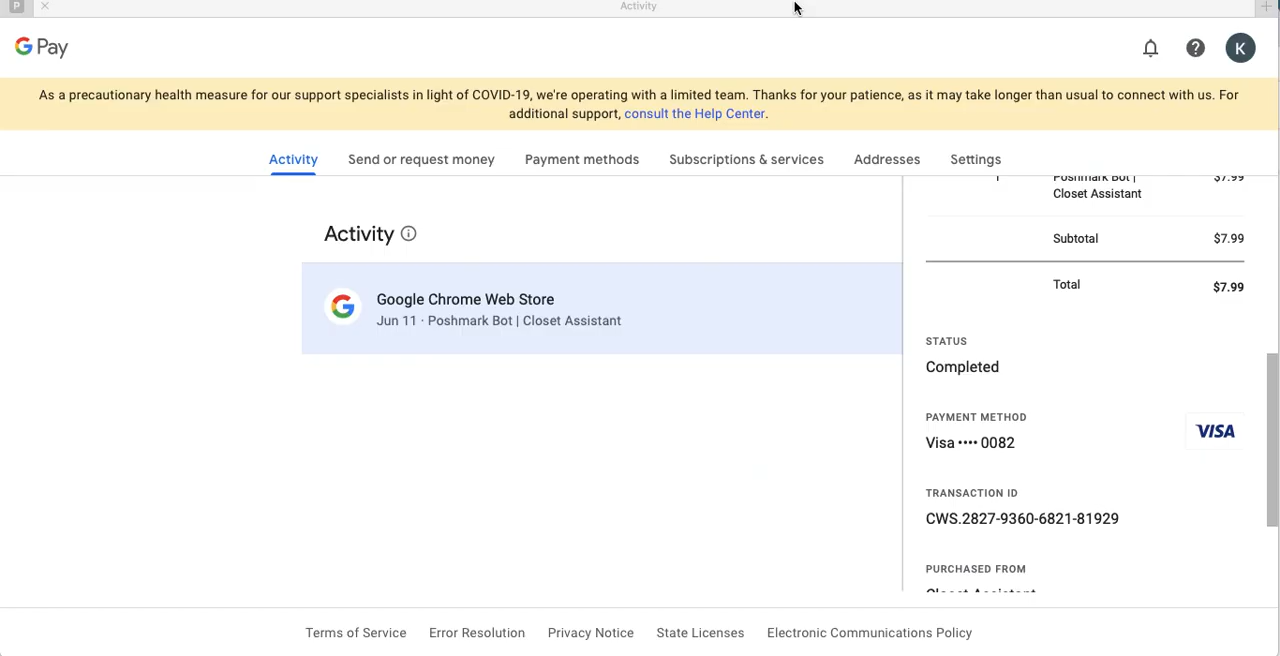 P
Activity
G Pay
K
As a precautionary health measure for our support specialists in light of COVID-19, we're operating with a limited team. Thanks for your patience, as it may take longer than usual to connect with us. For
additional support, consult the Help Center.
Activity Send or request money Payment methods Subscriptions & services Addresses Settings
Activity
Google Chrome Web Store
Jun 11 · Poshmark Bot | Closet Assistant
1 Poshmark Bot | $7.99
Closet Assistant
Subtotal $7.99
Total $7.99
STATUS
Completed
PAYMENT METHOD
Visa •••• 0082
VISA
TRANSACTION ID
CWS.2827-9360-6821-81929
PURCHASED FROM
Closet Assistant
Terms of Service Error Resolution Privacy Notice State Licenses Electronic Communications Policy